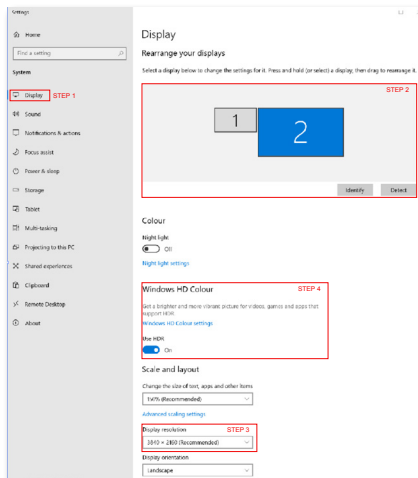 Settings
Home
Find a setting
System
Display STEP 1
Sound
Notifications & actions
Focus assist
Power & sleep
Storage
Tablet
Multi-tasking
Projecting to this PC
Shared experiences
Clipboard
Remote Desktop
About
Display
Rearrange your displays
Select a display below to change the settings for it. Press and hold (or select) a display, then drag to rearrange it.
STEP 2
1
2
Identify
Detect
Colour
Night light
Off
Night light settings
Windows HD Colour STEP 4
Get a brighter and more vibrant picture for videos, games and apps that
support HDR.
Windows HD Colour settings
Use HDR
On
Scale and layout
Change the size of text, apps and other items
(Recommended)
Advanced scaling settings
Display resolution STEP 3
3840 × 2160 (Recommended)
Display orientation
Landscape